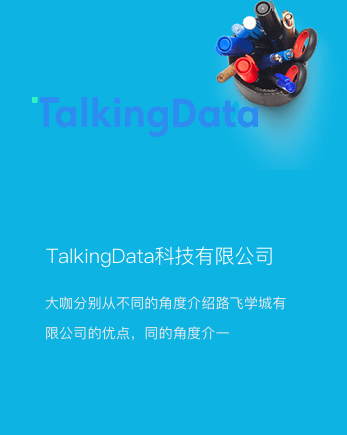 TalkingData
TalkingData科技有限公司
大咖分别从不同的角度介绍路飞学城有
限公司的优点，同的角度介一